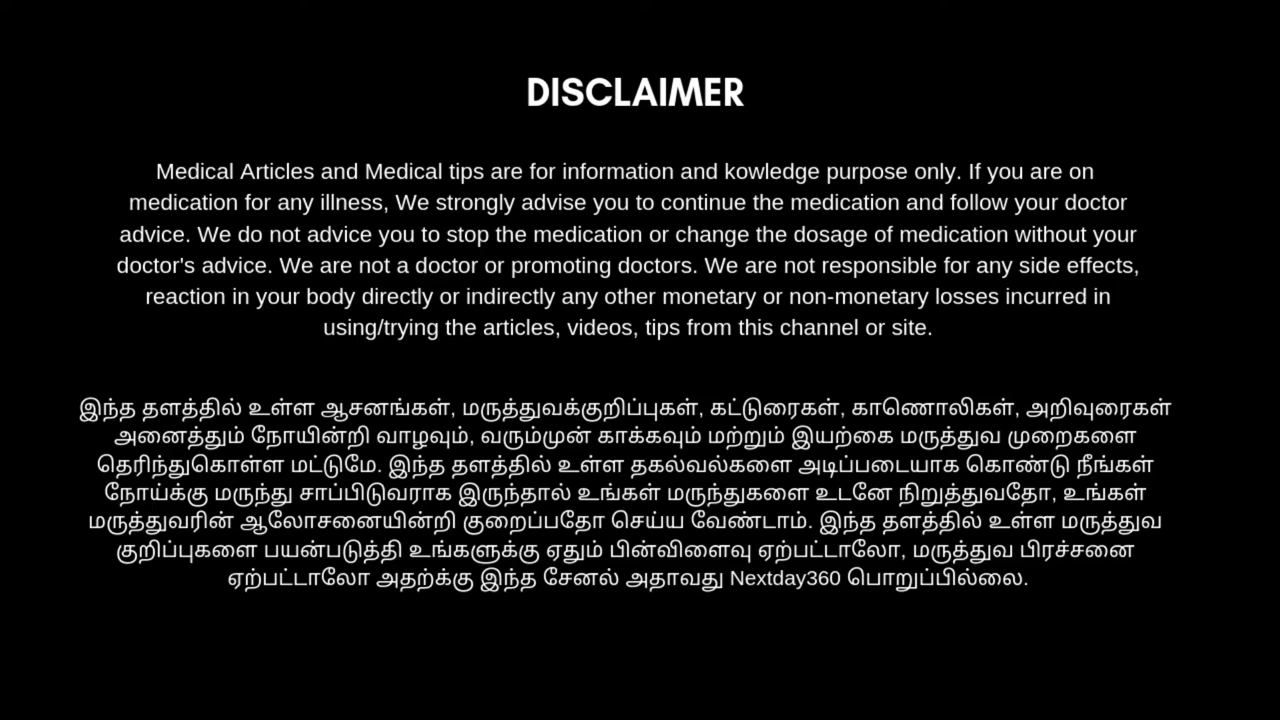 DISCLAIMER
Medical Articles and Medical tips are for information and kowledge purpose only. If you are on
medication for any illness, We strongly advise you to continue the medication and follow your doctor
advice. We do not advice you to stop the medication or change the dosage of medication without your
doctor's advice. We are not a doctor or promoting doctors. We are not responsible for any side effects,
reaction in your body directly or indirectly any other monetary or non-monetary losses incurred in
using/trying the articles, videos, tips from this channel or site.
இந்த தளத்தில் உள்ள ஆசனங்கள், மருத்துவக்குறிப்புகள், கட்டுரைகள், காணொலிகள், அறிவுரைகள்
அனைத்தும் நோயின்றி வாழவும், வரும்முன் காக்கவும் மற்றும் இயற்கை மருத்துவ முறைகளை
தெரிந்துகொள்ள மட்டுமே. இந்த தளத்தில் உள்ள தகல்வல்களை அடிப்படையாக கொண்டு நீங்கள்
நோய்க்கு மருந்து சாப்பிடுவராக இருந்தால் உங்கள் மருந்துகளை உடனே நிறுத்துவதோ, உங்கள்
மருத்துவரின் ஆலோசனையின்றி குறைப்பதோ செய்ய வேண்டாம். இந்த தளத்தில் உள்ள மருத்துவ
குறிப்புகளை பயன்படுத்தி உங்களுக்கு ஏதும் பின்விளைவு ஏற்பட்டாலோ, மருத்துவ பிரச்சனை
ஏற்பட்டாலோ அதற்க்கு இந்த சேனல் அதாவது Nextday360 பொறுப்பில்லை.